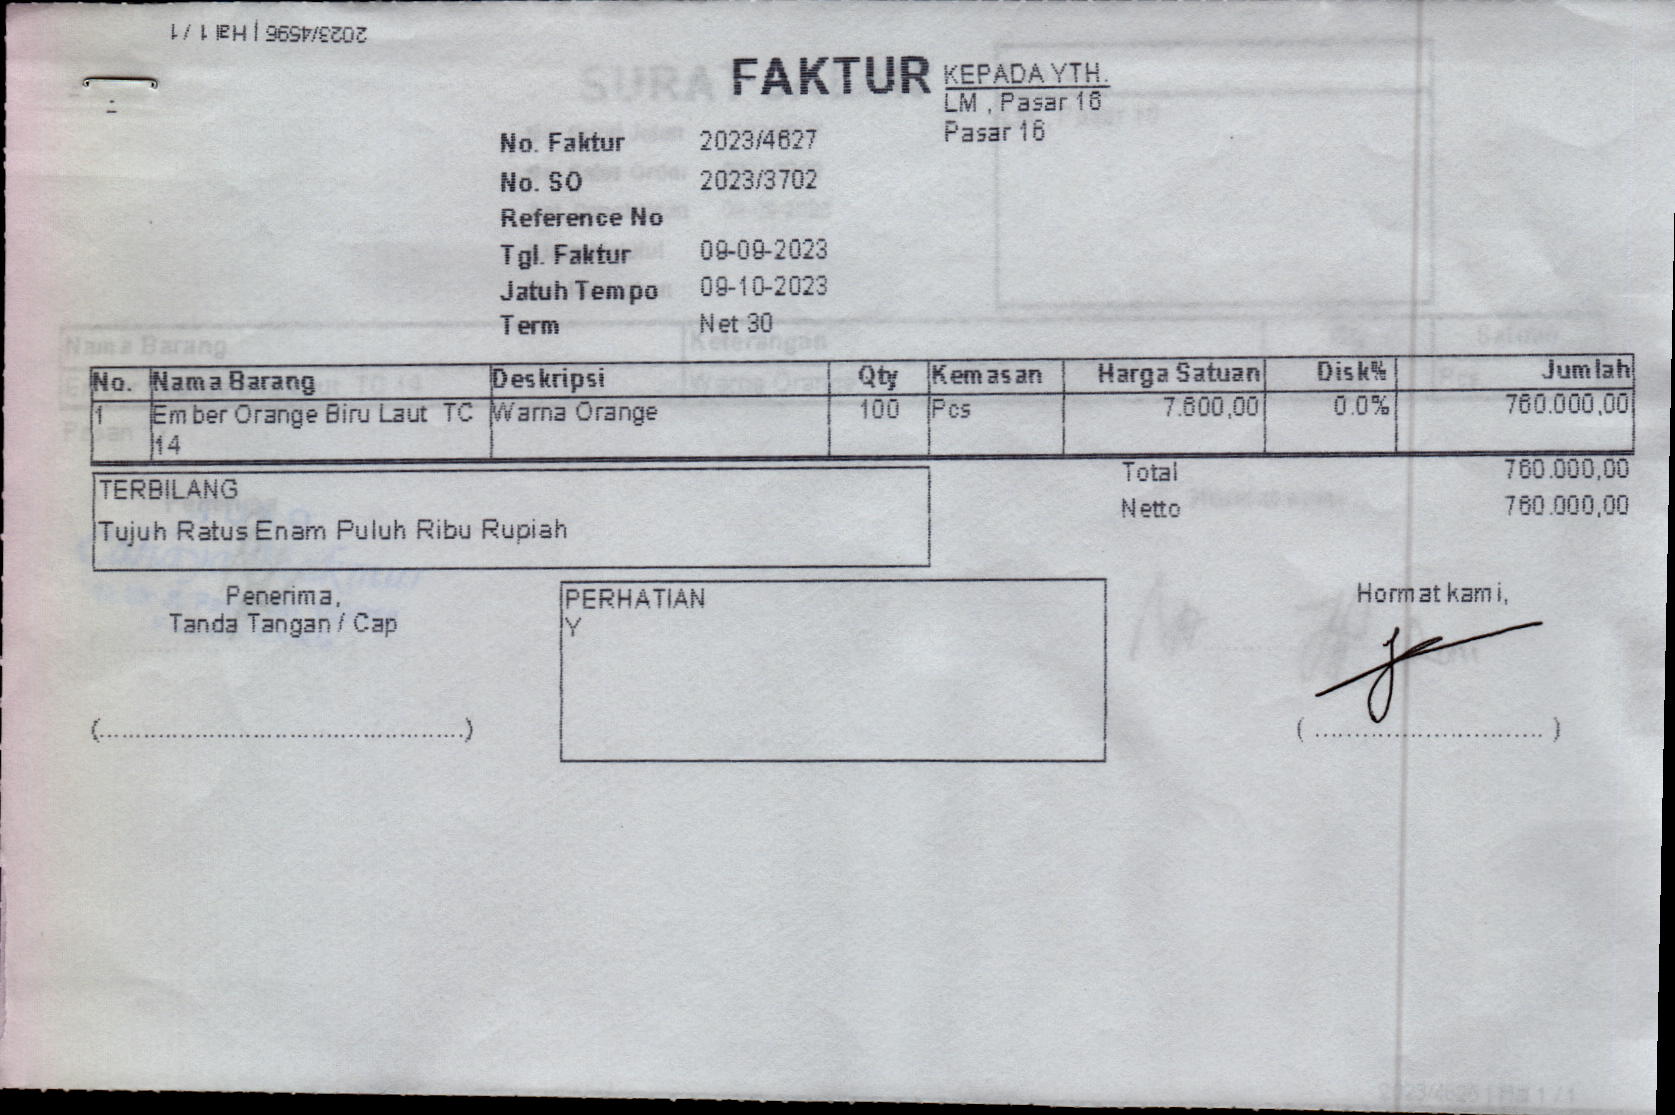 2023/4596 | Hal 1 / 1
FAKTUR
KEPADA YTH.
LM , Pasar 16
Pasar 16
No. Faktur 2023/4627
No. SO 2023/3702
Reference No
Tgl. Faktur 09-09-2023
Jatuh Tempo 09-10-2023
Term Net 30
No. Nama Barang Deskripsi Qty Kemasan Harga Satuan Disk% Jumlah
1 Ember Orange Biru Laut TC 14 Warna Orange 100 Pcs 7.600,00 0.0% 760.000,00
Total 760.000,00
Netto 760.000,00
TERBILANG
Tujuh Ratus Enam Puluh Ribu Rupiah
Penerima,
Tanda Tangan / Cap
(................................................)
PERHATIAN
Y
Hormat kami,
( ............................. )